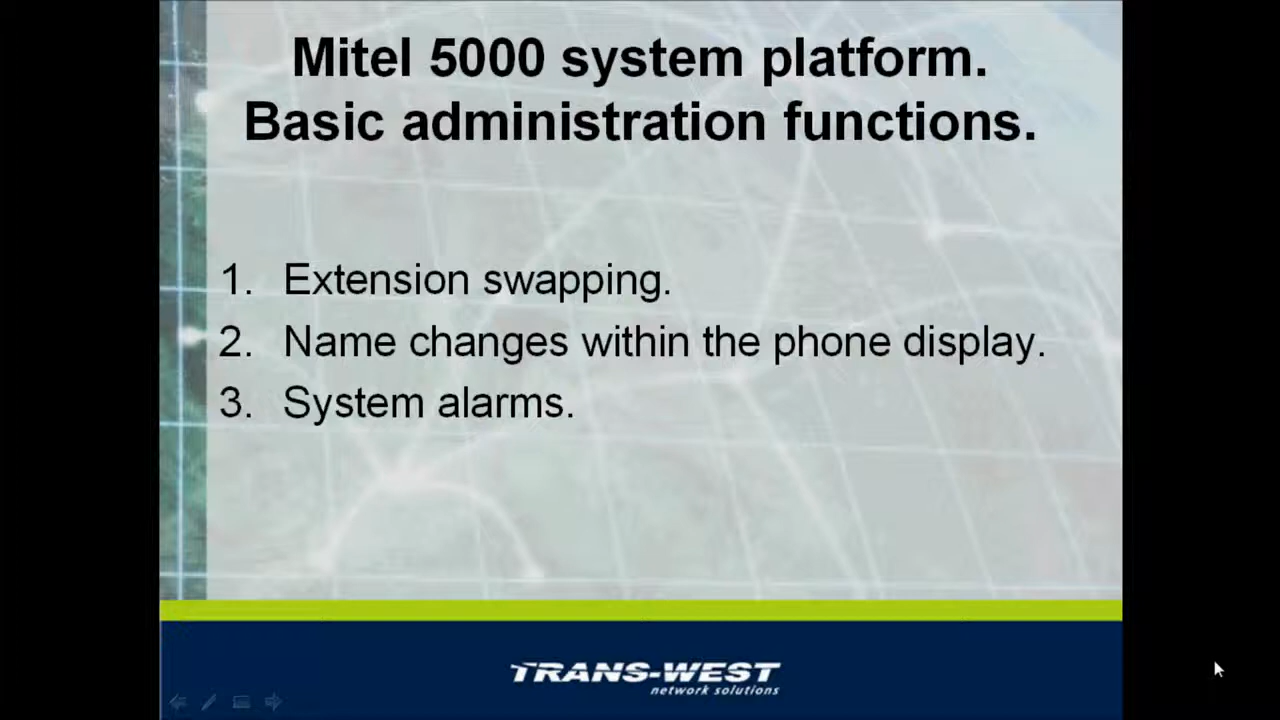 Mitel 5000 system platform.
Basic administration functions.
1. Extension swapping.
2. Name changes within the phone display.
3. System alarms.
TRANS-WEST
network solutions